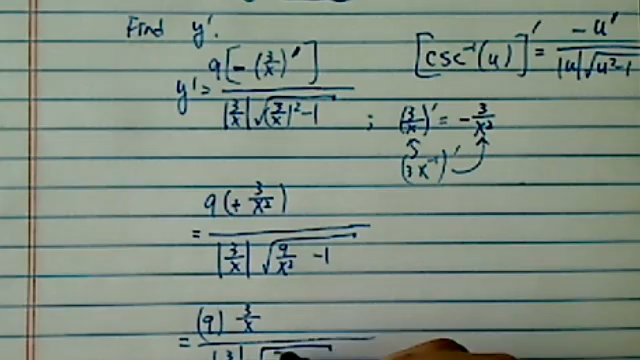 Find y'.
[csc⁻¹(u)]' = -u' / |u|√u²-1
y' = 9[-(3/x)'] / |3/x|√(3/x)²-1 ; (3/x)' = -3/x²
(3x⁻¹)'
= 9(+ 3/x²) / |3/x| √9/x² - 1
= (9) 3/x / |3| √